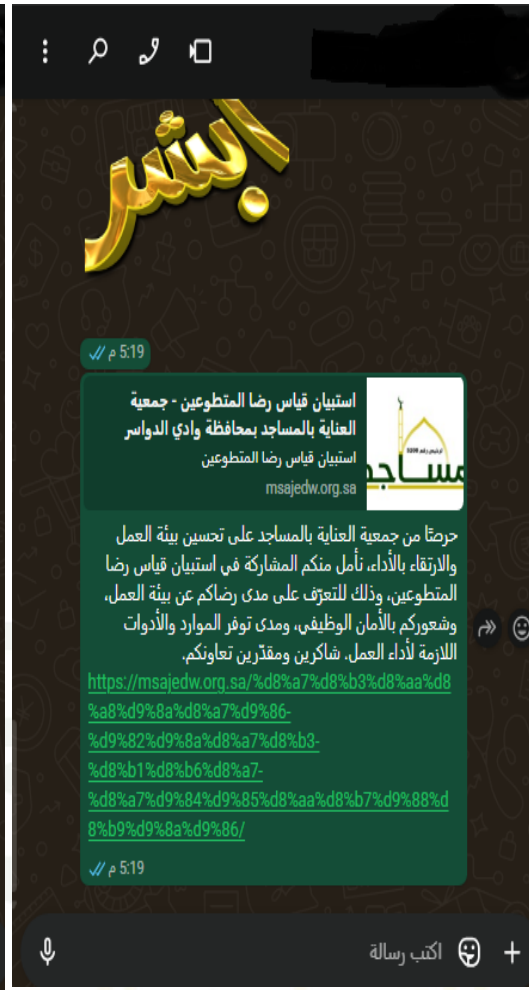 ابشر
5:19 م
استبيان قياس رضا المتطوعين - جمعية
العناية بالمساجد بمحافظة وادي الدواسر
استبيان قياس رضا المتطوعين
msajedw.org.sa
مساجد
حرصًا من جمعية العناية بالمساجد على تحسين بيئة العمل
والارتقاء بالأداء، نأمل منكم المشاركة في استبيان قياس رضا
المتطوعين، وذلك للتعرّف على مدى رضاكم عن بيئة العمل،
وشعوركم بالأمان الوظيفي، ومدى توفر الموارد والأدوات
اللازمة لأداء العمل. شاكرين ومقدّرين تعاونكم.
https://msajedw.org.sa/%d8%a7%d8%b3%d8%aa%d8
%a8%d9%8a%d8%a7%d9%86-
%d9%82%d9%8a%d8%a7%d8%b3-
%d8%b1%d8%b6%d8%a7-
%d8%a7%d9%84%d9%85%d8%aa%d8%b7%d9%88%d
8%b9%d9%8a%d9%86/
5:19 م
اكتب رسالة